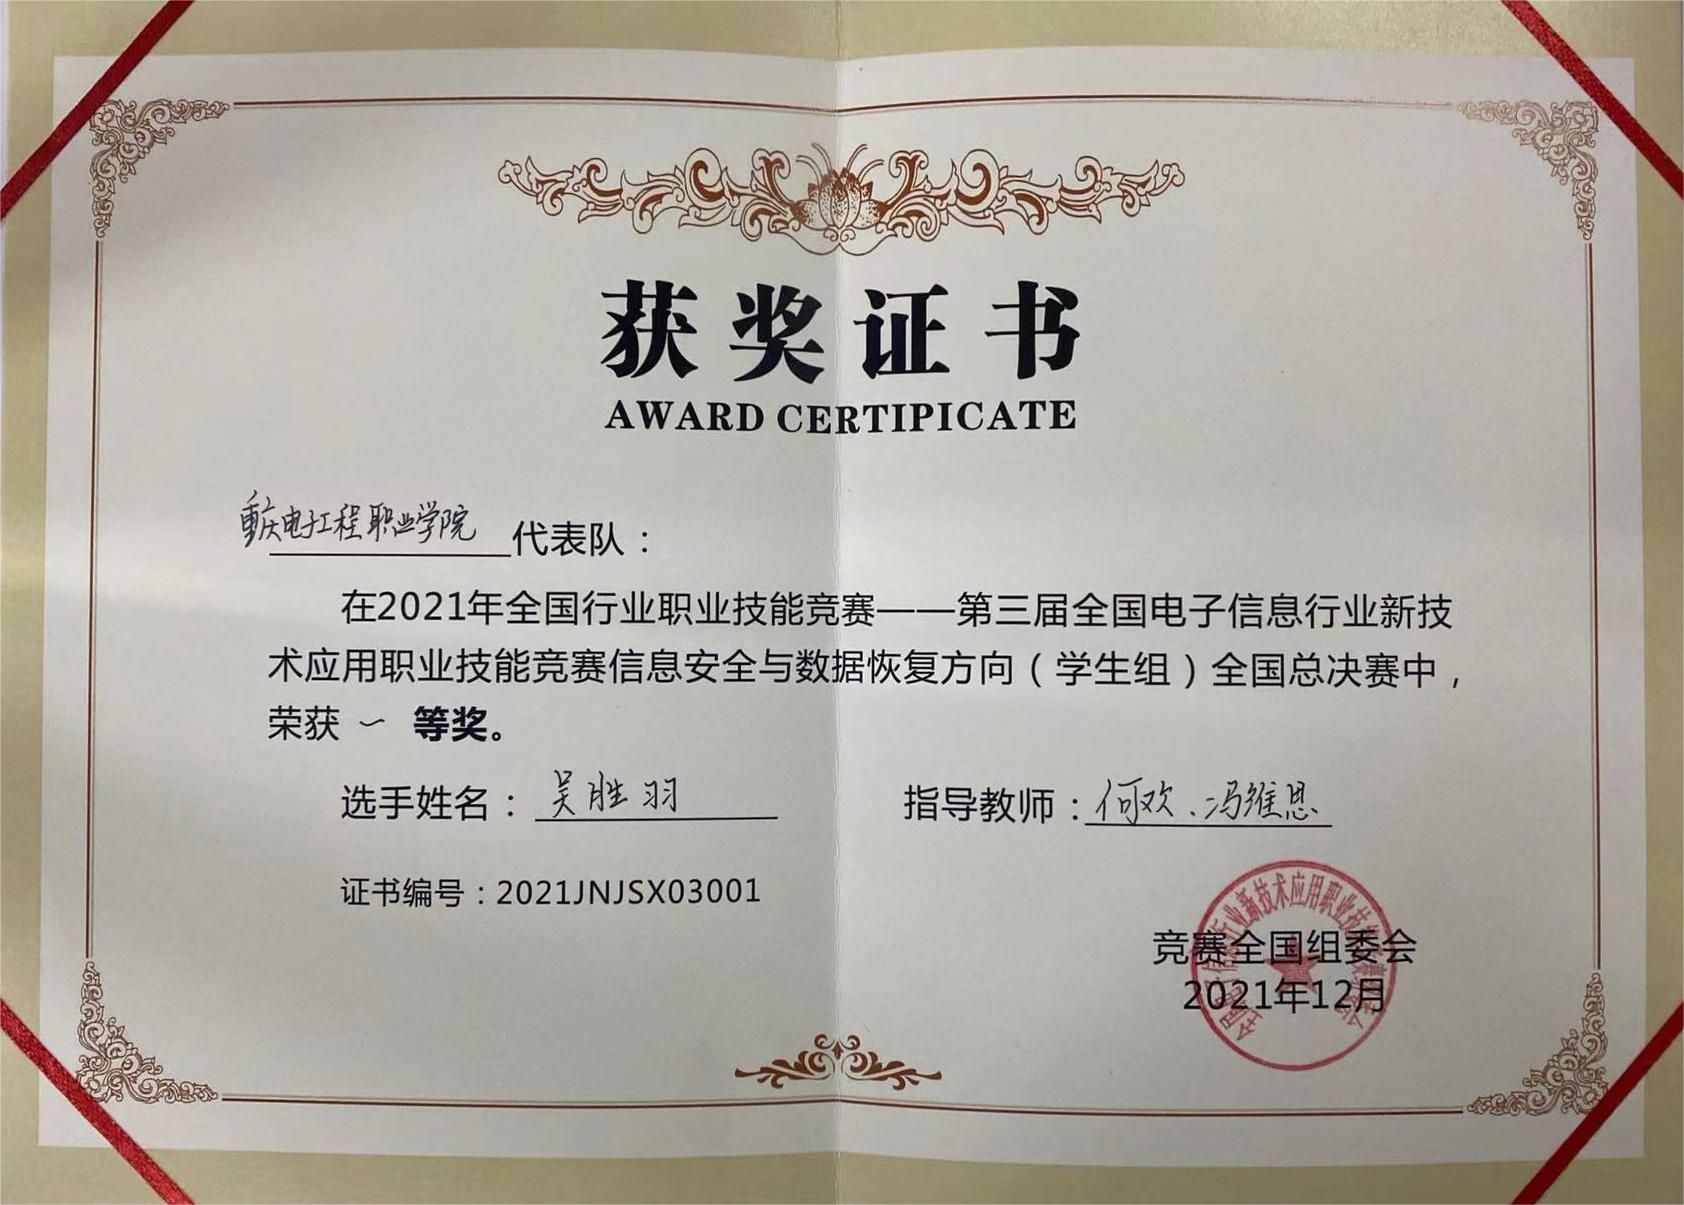 获奖证书
AWARD CERTIPICATE
重庆电子工程职业学院代表队：
在2021年全国行业职业技能竞赛——第三届全国电子信息行业新技
术应用职业技能竞赛信息安全与数据恢复方向（学生组）全国总决赛中，
荣获 一 等奖。
选手姓名：吴胜羽 指导教师：何欢、冯维思
证书编号：2021JNJSX03001
竞赛全国组委会
2021年12月